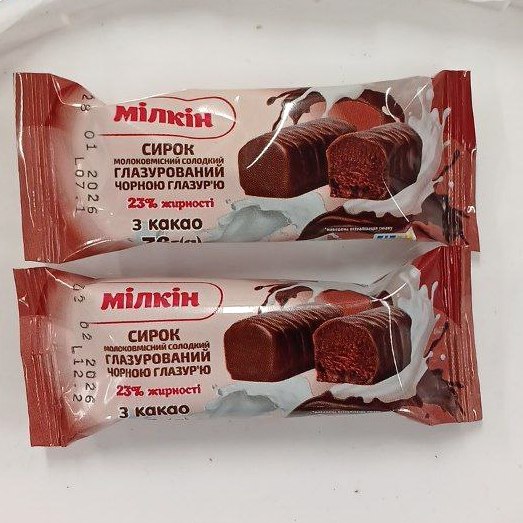 28 01 2026
L07.1
мілкін
СИРОК
МОЛОКОВМІСНИЙ СОЛОДКИЙ
ГЛАЗУРОВАНИЙ
ЧОРНОЮ ГЛАЗУР'Ю
23% жирності
з какао
02 2026
L12.2
мілкін
СИРОК
МОЛОКОВМІСНИЙ СОЛОДКИЙ
ГЛАЗУРОВАНИЙ
ЧОРНОЮ ГЛАЗУР'Ю
23% жирності
з какао